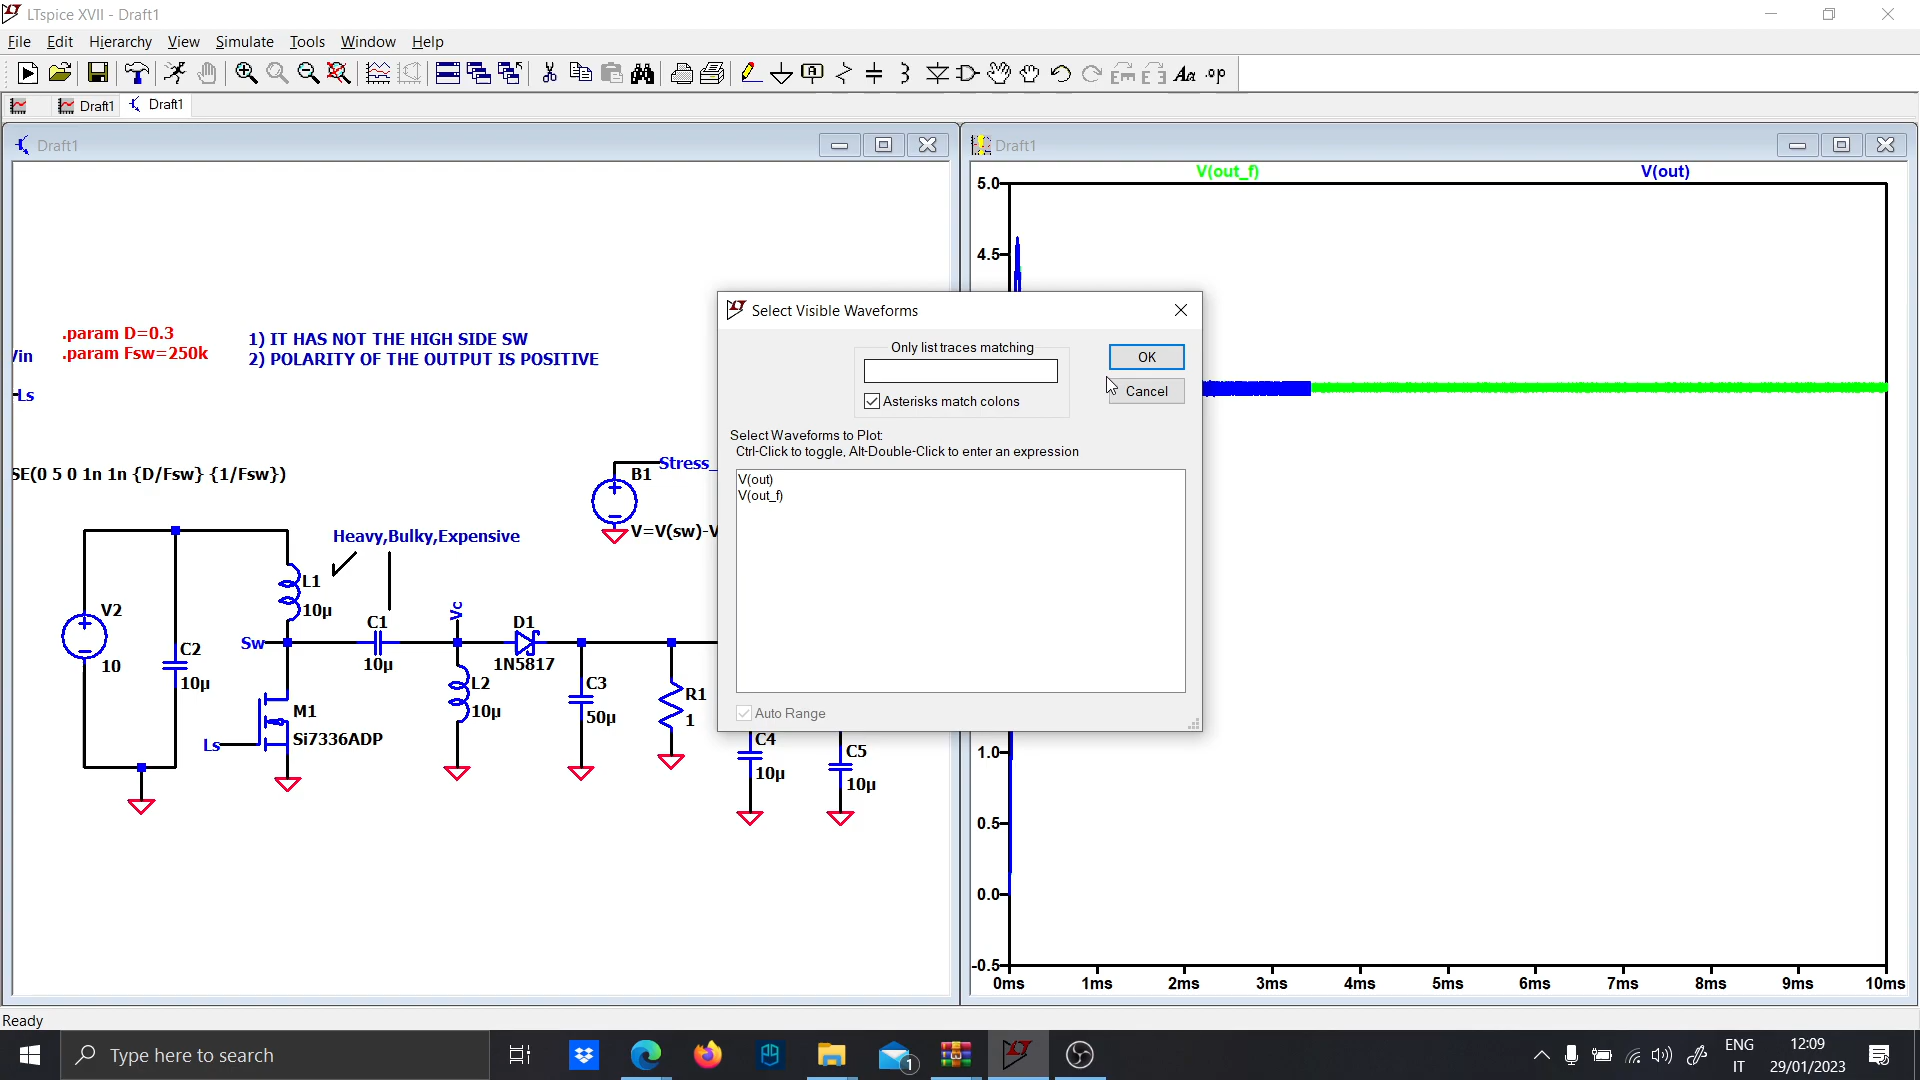 LTspice XVII - Draft1
File Edit Hierarchy View Simulate Tools Window Help
Aa .op
Draft1 Draft1
Draft1
Draft1
V(out_f) V(out)
5.0
4.5
1.0
0.5
0.0
-0.5
0ms 1ms 2ms 3ms 4ms 5ms 6ms 7ms 8ms 9ms 10ms
.param D=0.3
.param Fsw=250k
1) IT HAS NOT THE HIGH SIDE SW
2) POLARITY OF THE OUTPUT IS POSITIVE
/in
Ls
SE(0 5 0 1n 1n {D/Fsw} {1/Fsw})
B1
Stress_
V=V(sw)-V
Heavy,Bulky,Expensive
V2
10
C2
10µ
L1
10µ
Sw
C1
10µ
Vc
D1
1N5817
L2
10µ
C3
50µ
R1
1
M1
Si7336ADP
Ls
C4
10µ
C5
10µ
Select Visible Waveforms
Only list traces matching
Asterisks match colons
OK
Cancel
Select Waveforms to Plot:
Ctrl-Click to toggle, Alt-Double-Click to enter an expression
V(out)
V(out_f)
Auto Range
Ready
Type here to search
1
ENG
IT
12:09
29/01/2023